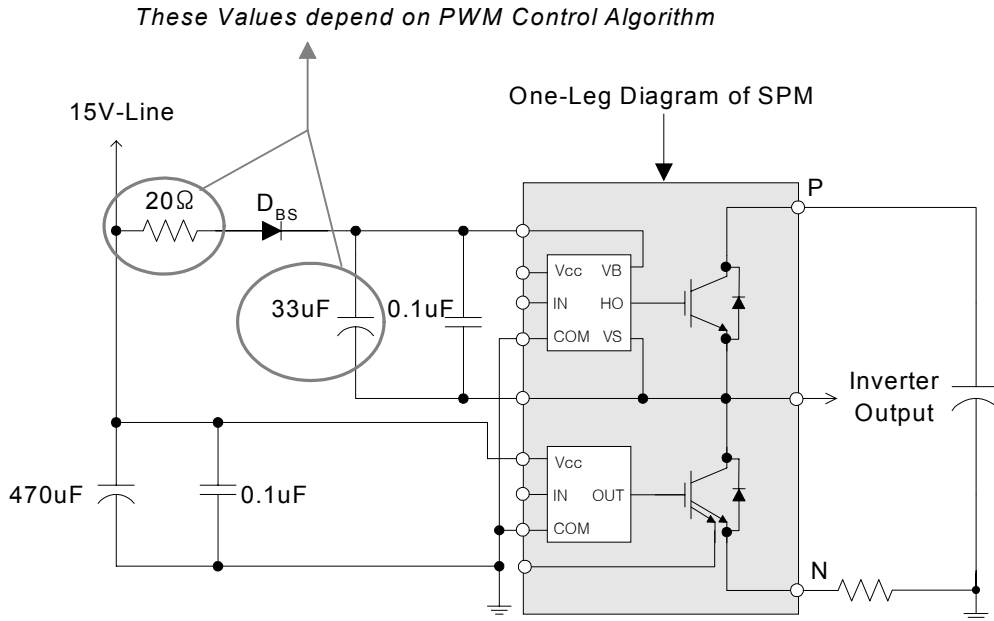 These Values depend on PWM Control Algorithm
One-Leg Diagram of SPM
15V-Line
P
20Ω
DBS
Vcc VB
33uF 0.1uF
IN HO
COM VS
Inverter
Output
Vcc
470uF 0.1uF
IN OUT
COM
N